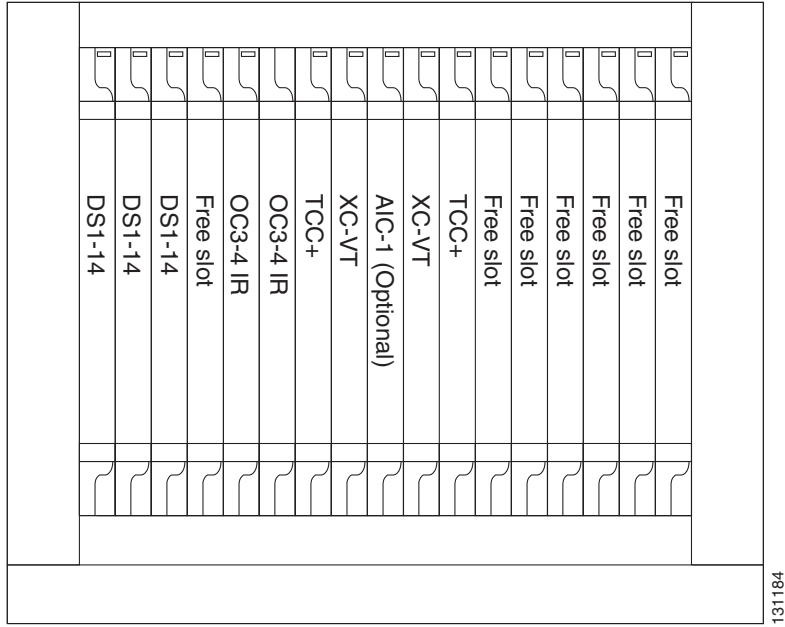 DS1-14
DS1-14
DS1-14
Free slot
OC3-4 IR
OC3-4 IR
TCC+
XC-VT
AIC-1 (Optional)
XC-VT
TCC+
Free slot
Free slot
Free slot
Free slot
Free slot
Free slot
131184